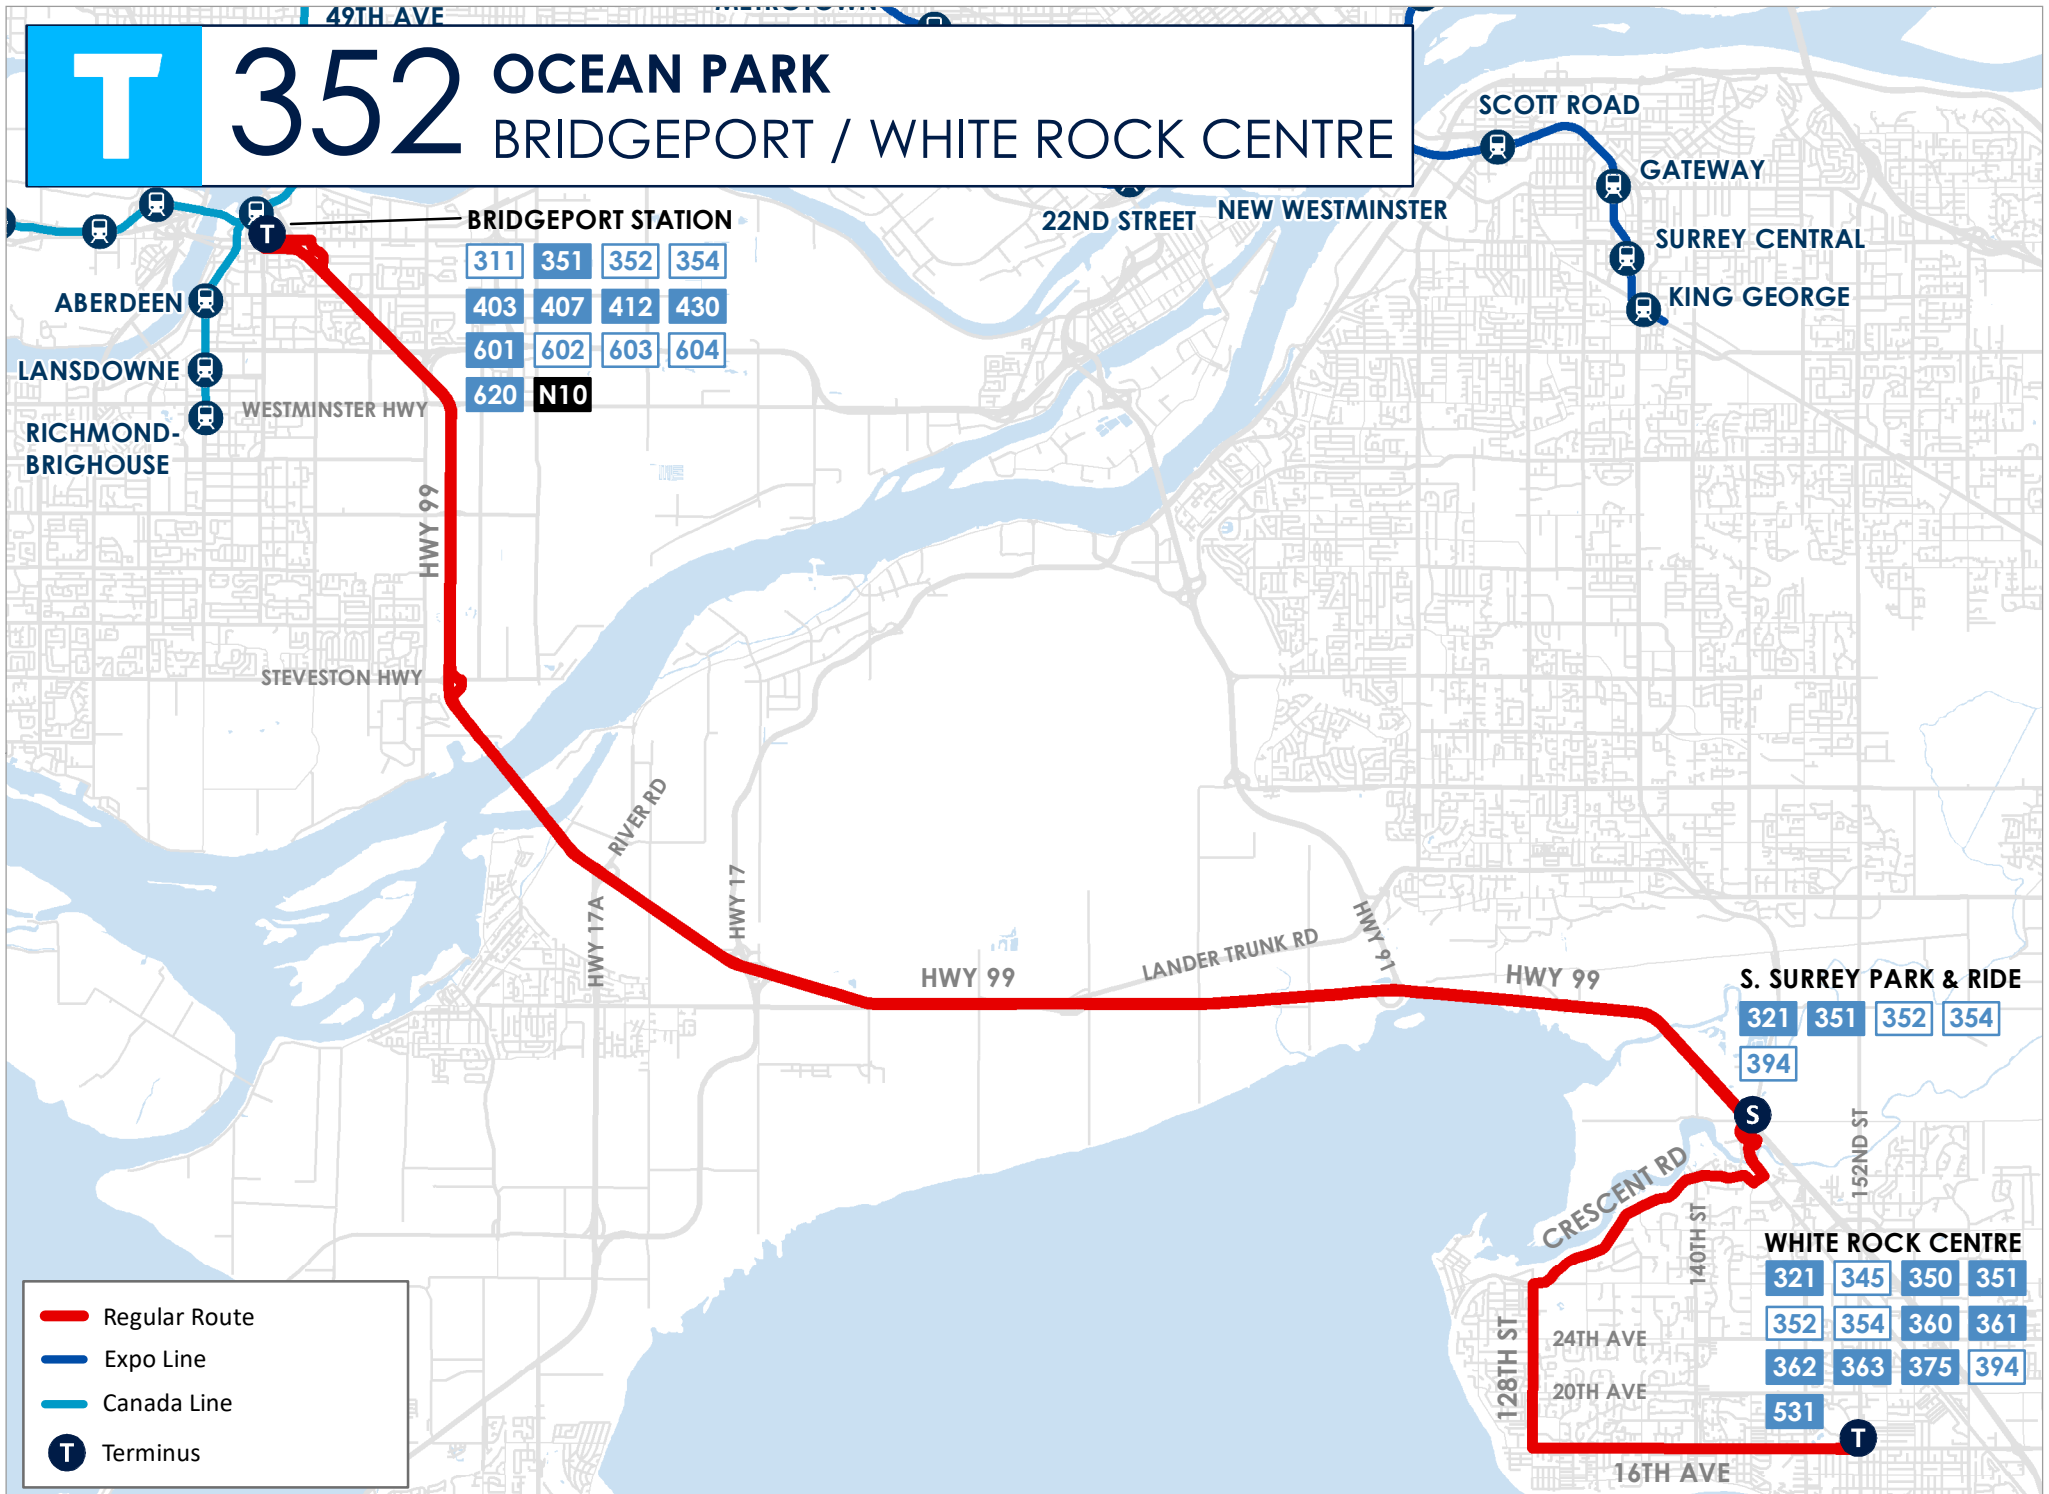 49TH AVE
T
352
OCEAN PARK
BRIDGEPORT / WHITE ROCK CENTRE
SCOTT ROAD
GATEWAY
SURREY CENTRAL
KING GEORGE
22ND STREET
NEW WESTMINSTER
T
BRIDGEPORT STATION
311 351 352 354
403 407 412 430
601 602 603 604
620 N10
ABERDEEN
LANSDOWNE
RICHMOND-
BRIGHOUSE
WESTMINSTER HWY
HWY 99
STEVESTON HWY
RIVER RD
HWY 17A
HWY 17
HWY 99
LANDER TRUNK RD
HWY 91
HWY 99
S. SURREY PARK & RIDE
321 351 352 354
394
S
152ND ST
CRESCENT RD
140TH ST
WHITE ROCK CENTRE
321 345 350 351
352 354 360 361
362 363 375 394
531
T
128TH ST
24TH AVE
20TH AVE
16TH AVE
Regular Route
Expo Line
Canada Line
T Terminus